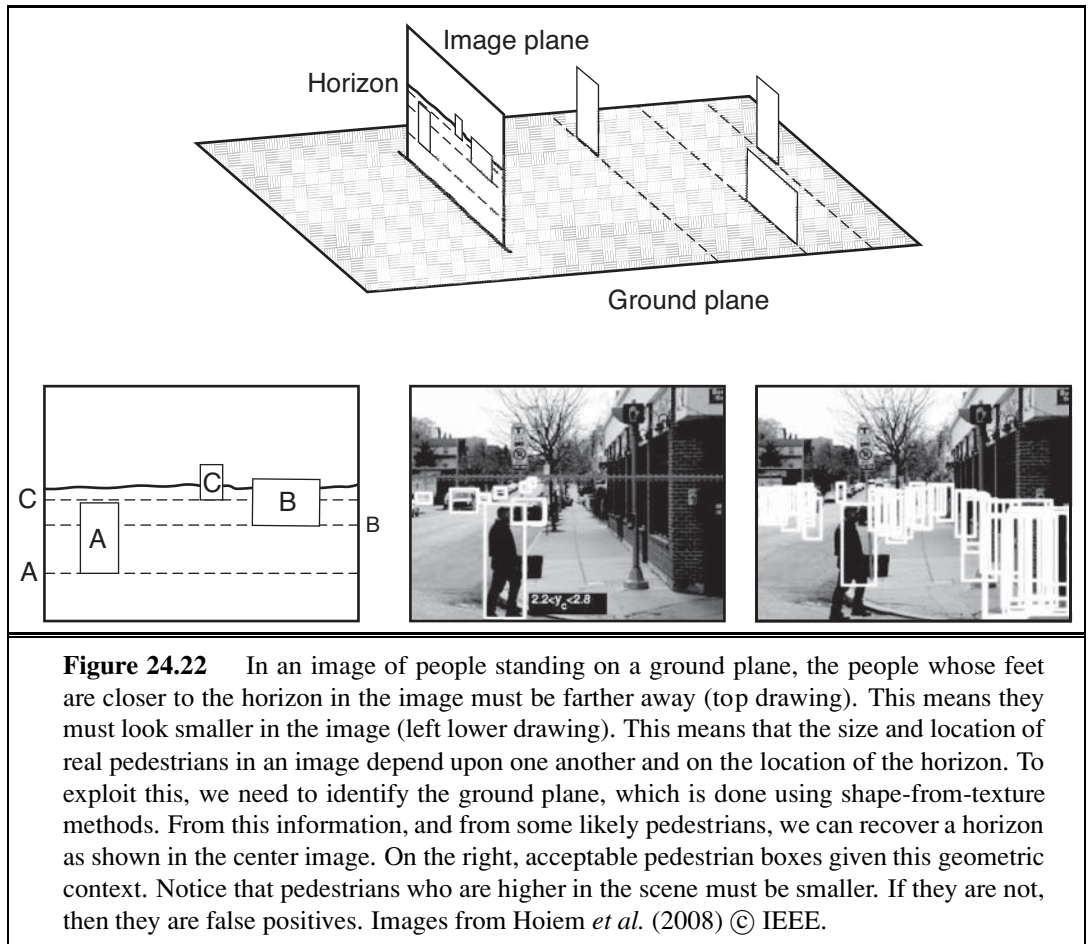 Image plane
Horizon
Ground plane
C
C
B
B
A
A
2.2<y_c<2.8
Figure 24.22 In an image of people standing on a ground plane, the people whose feet
are closer to the horizon in the image must be farther away (top drawing). This means they
must look smaller in the image (left lower drawing). This means that the size and location of
real pedestrians in an image depend upon one another and on the location of the horizon. To
exploit this, we need to identify the ground plane, which is done using shape-from-texture
methods. From this information, and from some likely pedestrians, we can recover a horizon
as shown in the center image. On the right, acceptable pedestrian boxes given this geometric
context. Notice that pedestrians who are higher in the scene must be smaller. If they are not,
then they are false positives. Images from Hoiem et al. (2008) © IEEE.